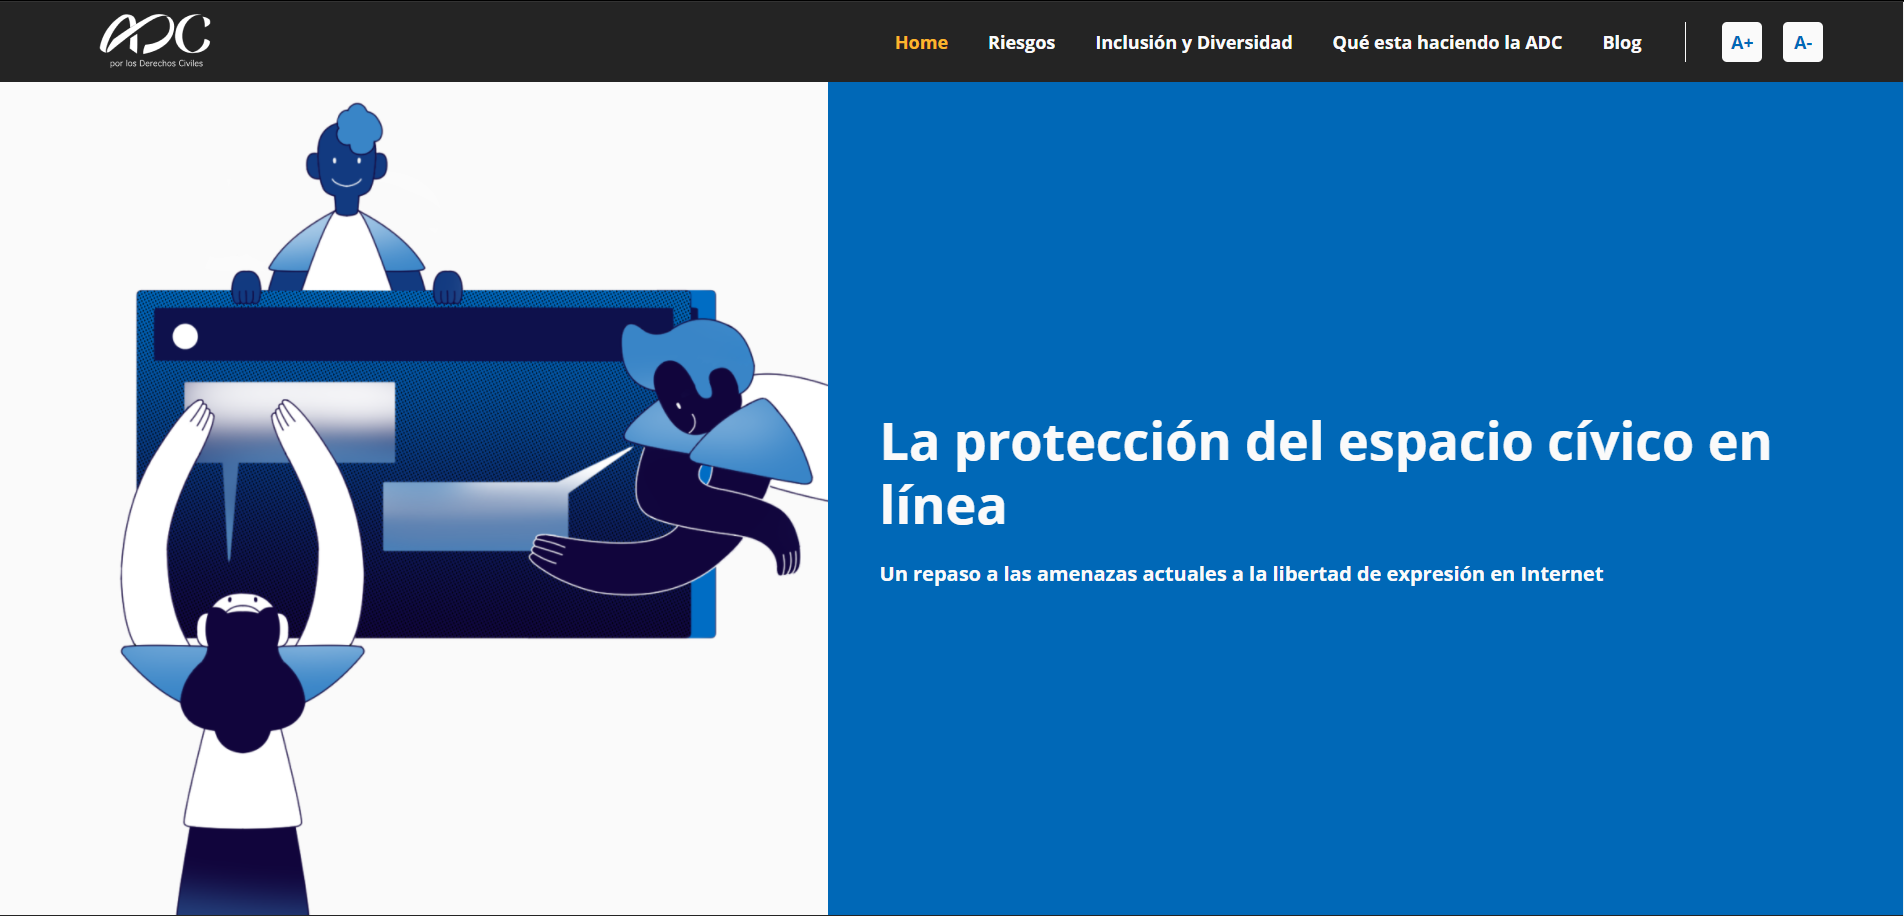 ADC
por los Derechos Civiles
Home
Riesgos
Inclusión y Diversidad
Qué esta haciendo la ADC
Blog
A+
A-
La protección del espacio cívico en
línea
Un repaso a las amenazas actuales a la libertad de expresión en Internet